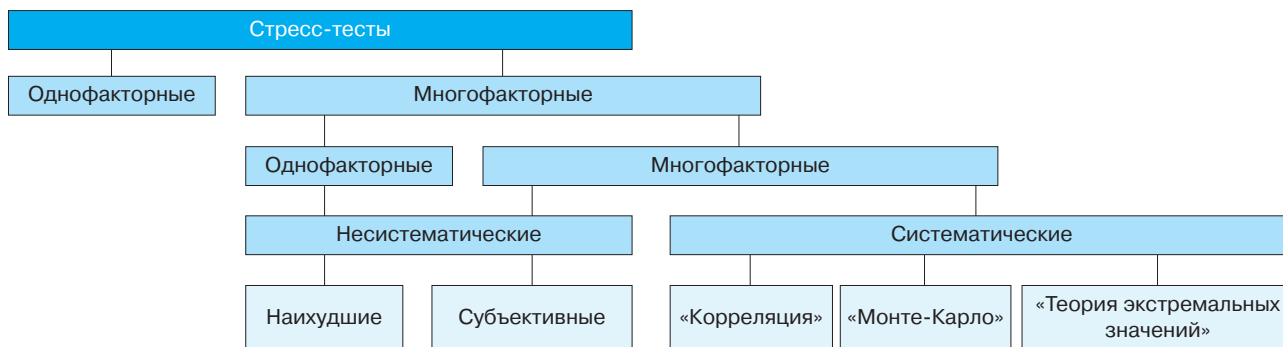 Стресс-тесты
Однофакторные
Многофакторные
Однофакторные
Многофакторные
Несистематические
Систематические
Наихудшие
Субъективные
«Корреляция»
«Монте-Карло»
«Теория экстремальных
значений»